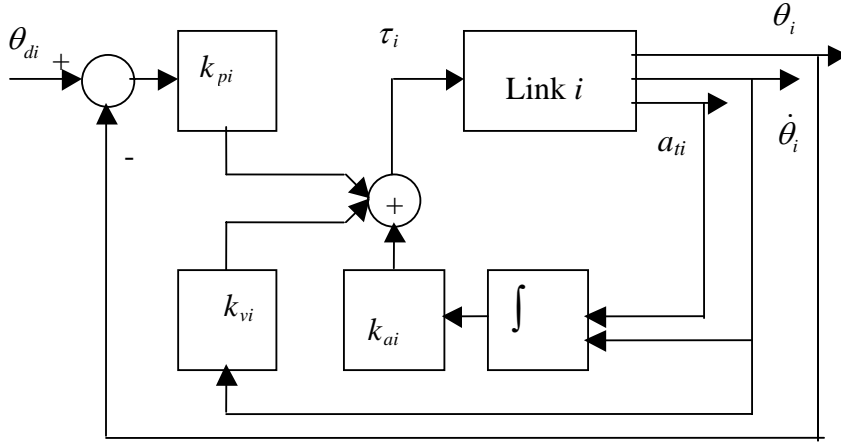 θ_di
+
-
k_pi
τ_i
Link i
θ_i
θ̇_i
a_ti
+
k_vi
k_ai
∫